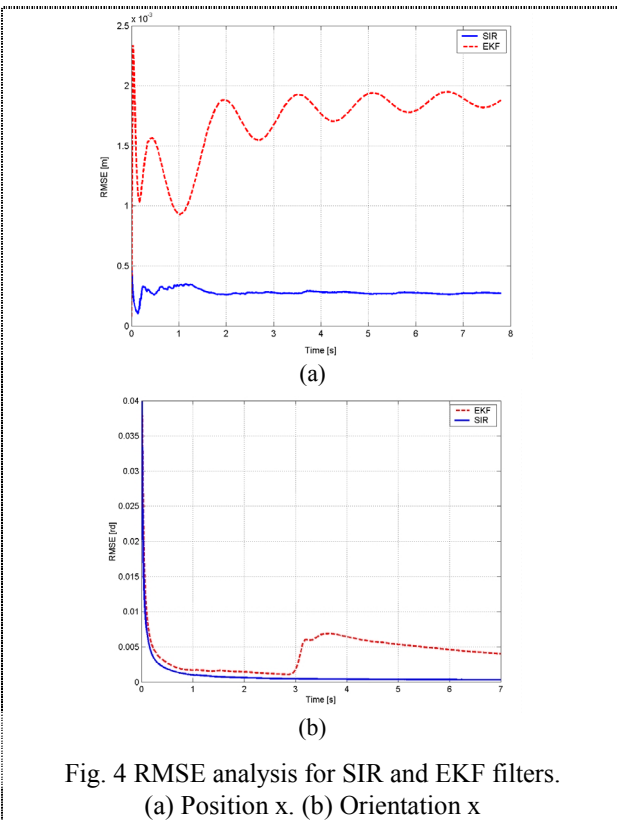 x 10⁻³
2.5
SIR
EKF
2
1.5
RMSE [m]
1
0.5
0
0 1 2 3 4 5 6 7 8
Time [s]
(a)
0.04
EKF
SIR
0.035
0.03
0.025
RMSE [rd]
0.02
0.015
0.01
0.005
0
0 1 2 3 4 5 6 7
Time [s]
(b)
Fig. 4 RMSE analysis for SIR and EKF filters.
(a) Position x. (b) Orientation x